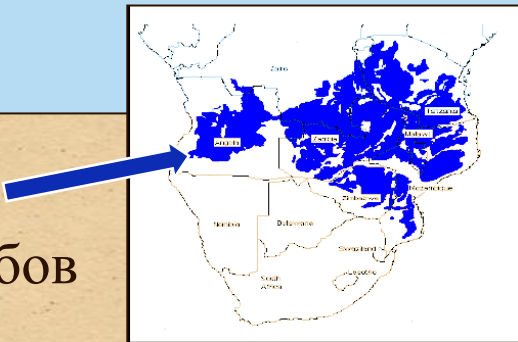 Zaire
Tanzania
Angola
Zambia
Malawi
Mozambique
Zimbabwe
Namibia
Botswana
Swaziland
South
Africa
Lesotho
бов